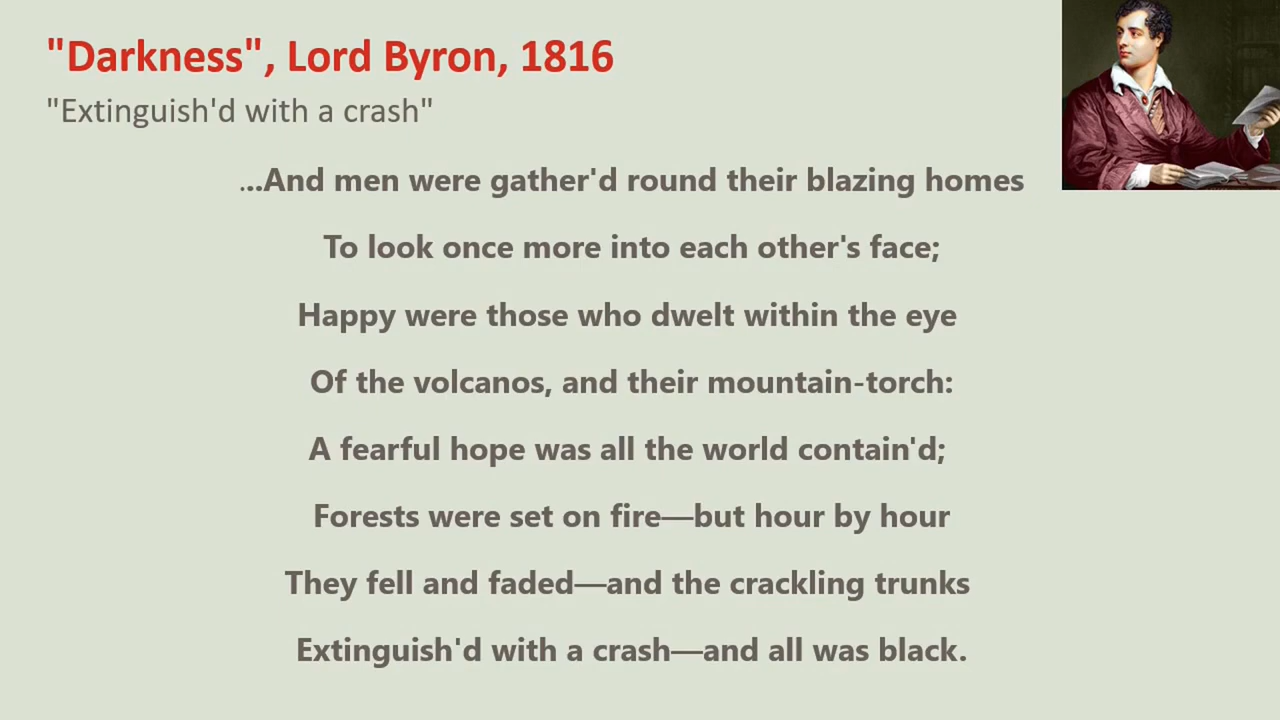 "Darkness", Lord Byron, 1816
"Extinguish'd with a crash"
...And men were gather'd round their blazing homes
To look once more into each other's face;
Happy were those who dwelt within the eye
Of the volcanos, and their mountain-torch:
A fearful hope was all the world contain'd;
Forests were set on fire—but hour by hour
They fell and faded—and the crackling trunks
Extinguish'd with a crash—and all was black.